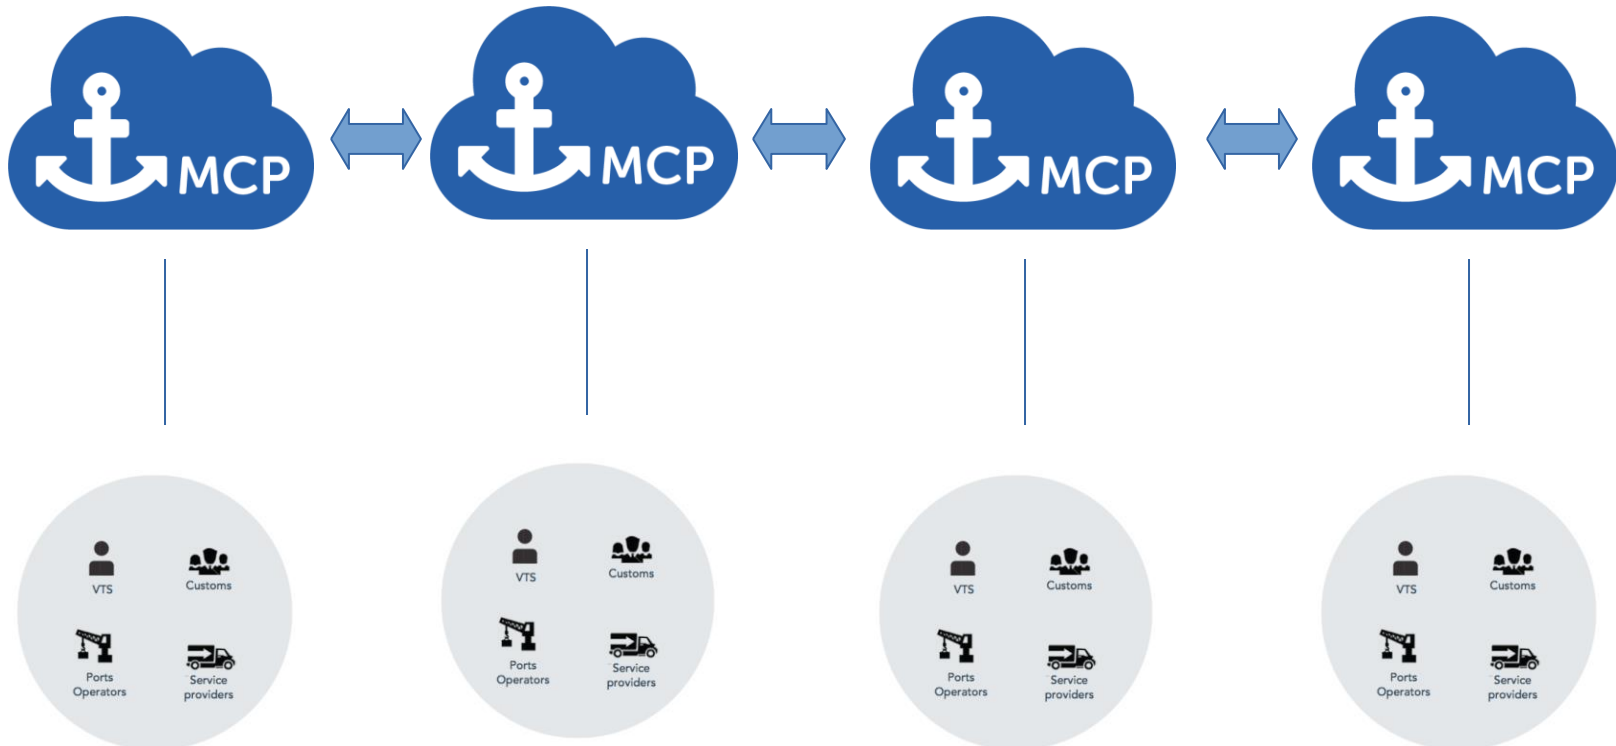 MCP
MCP
MCP
MCP
VTS
Customs
Ports
Operators
Service
providers
VTS
Customs
Ports
Operators
Service
providers
VTS
Customs
Ports
Operators
Service
providers
VTS
Customs
Ports
Operators
Service
providers